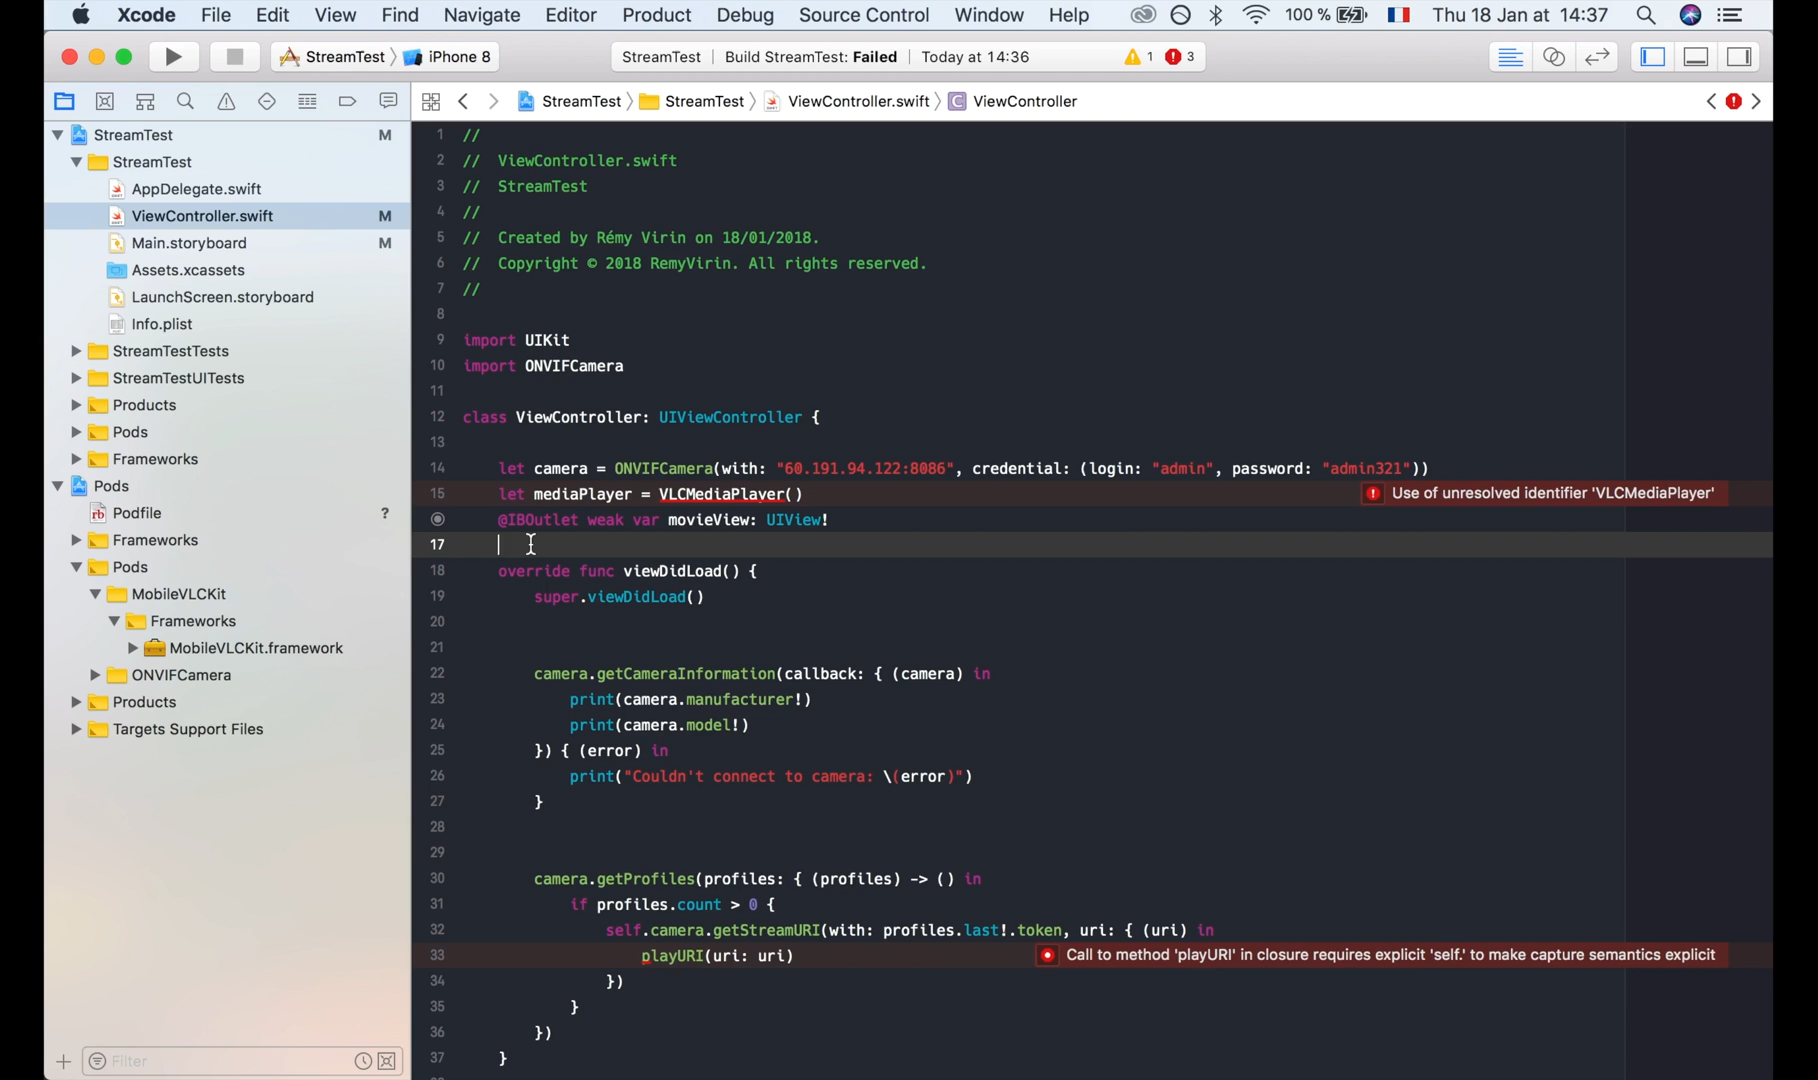 Xcode File Edit View Find Navigate Editor Product Debug Source Control Window Help 100 % Thu 18 Jan at 14:37
StreamTest iPhone 8 StreamTest Build StreamTest: Failed Today at 14:36 1 3
StreamTest StreamTest ViewController.swift C ViewController
StreamTest M
StreamTest
AppDelegate.swift
ViewController.swift M
Main.storyboard M
Assets.xcassets
LaunchScreen.storyboard
Info.plist
StreamTestTests
StreamTestUITests
Products
Pods
Frameworks
Pods
Podfile ?
Frameworks
Pods
MobileVLCKit
Frameworks
MobileVLCKit.framework
ONVIFCamera
Products
Targets Support Files
Filter
1 //
2 // ViewController.swift
3 // StreamTest
4 //
5 // Created by Rémy Virin on 18/01/2018.
6 // Copyright © 2018 RemyVirin. All rights reserved.
7 //
8
9 import UIKit
10 import ONVIFCamera
11
12 class ViewController: UIViewController {
13
14 let camera = ONVIFCamera(with: "60.191.94.122:8086", credential: (login: "admin", password: "admin321"))
15 let mediaPlayer = VLCMediaPlayer() Use of unresolved identifier 'VLCMediaPlayer'
@IBOutlet weak var movieView: UIView!
17
18 override func viewDidLoad() {
19 super.viewDidLoad()
20
21
22 camera.getCameraInformation(callback: { (camera) in
23 print(camera.manufacturer!)
24 print(camera.model!)
25 }) { (error) in
26 print("Couldn't connect to camera: \(error)")
27 }
28
29
30 camera.getProfiles(profiles: { (profiles) -> () in
31 if profiles.count > 0 {
32 self.camera.getStreamURI(with: profiles.last!.token, uri: { (uri) in
33 playURI(uri: uri) Call to method 'playURI' in closure requires explicit 'self.' to make capture semantics explicit
34 })
35 }
36 })
37 }